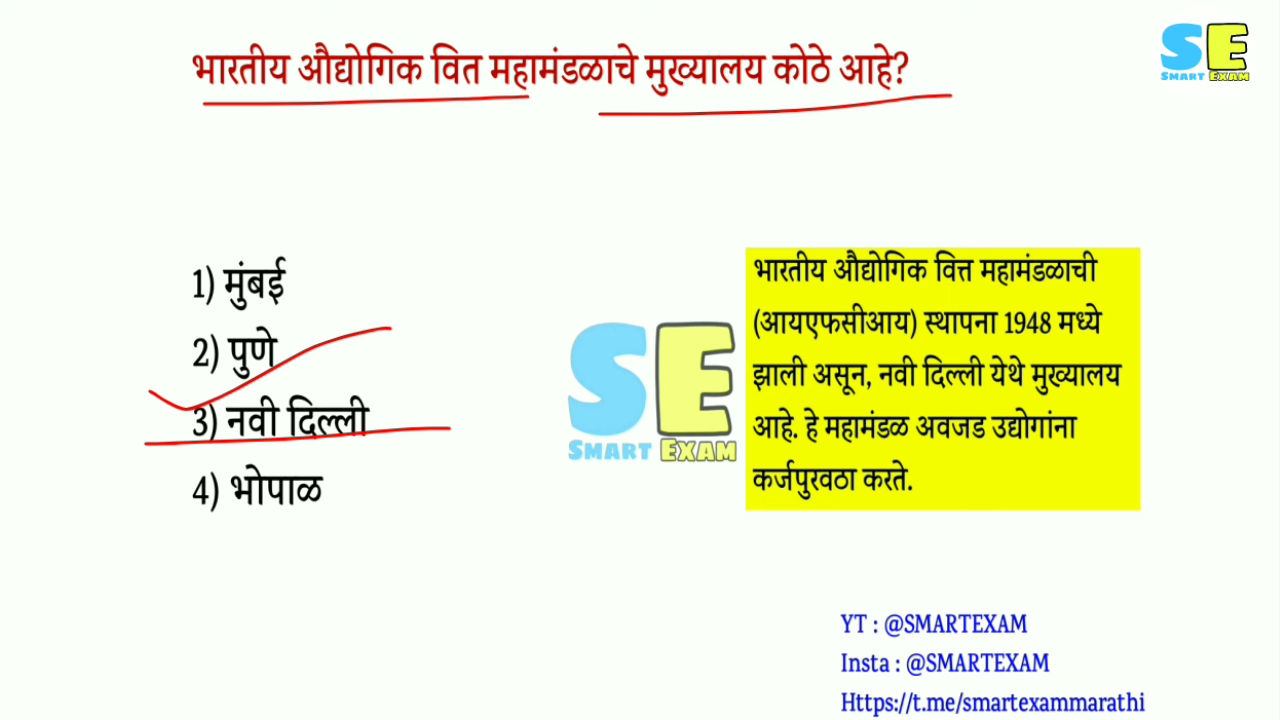 भारतीय औद्योगिक वित महामंडळाचे मुख्यालय कोठे आहे?
SE
SMART EXAM
1) मुंबई
2) पुणे
3) नवी दिल्ली
4) भोपाळ
SE
SMART EXAM
भारतीय औद्योगिक वित्त महामंडळाची
(आयएफसीआय) स्थापना 1948 मध्ये
झाली असून, नवी दिल्ली येथे मुख्यालय
आहे. हे महामंडळ अवजड उद्योगांना
कर्जपुरवठा करते.
YT : @SMARTEXAM
Insta : @SMARTEXAM
Https://t.me/smartexammarathi